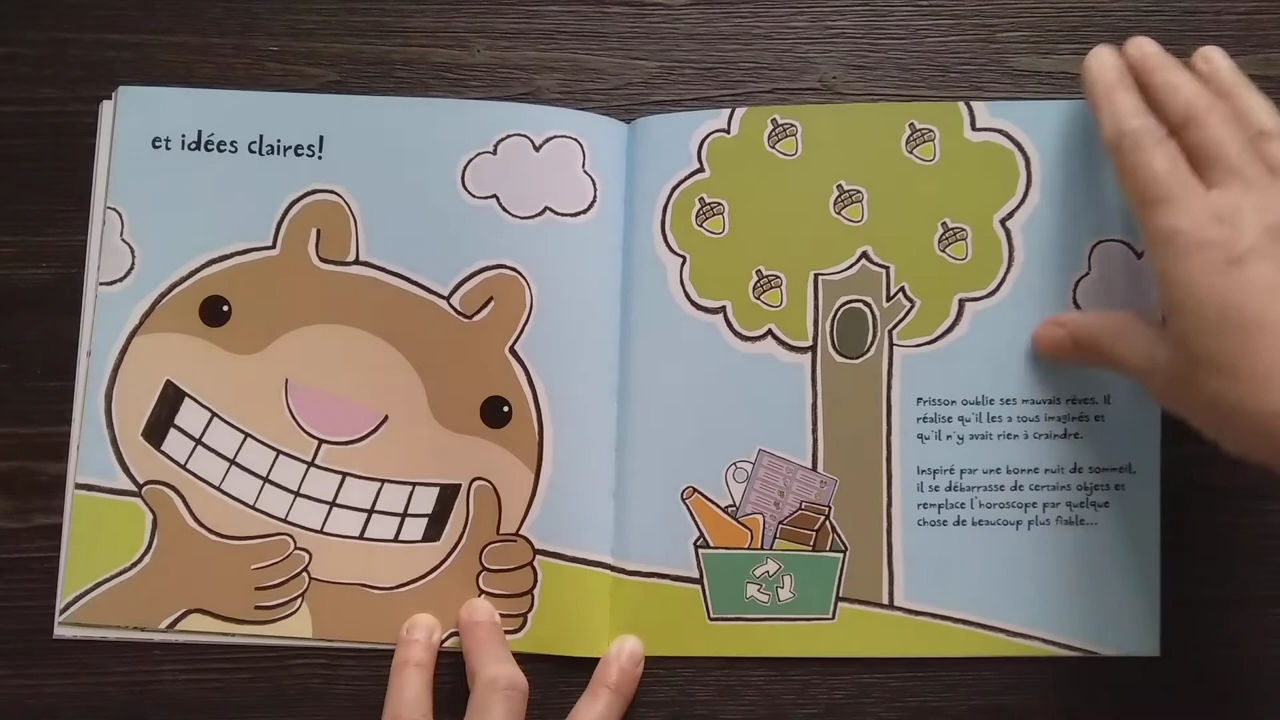 et idées claires!
Frisson oublie ses mauvais rêves. Il
réalise qu'il les a tous imaginés et
qu'il n'y avait rien à craindre.
Inspiré par une bonne nuit de sommeil,
il se débarrasse de certains objets et
remplace l'horoscope par quelque
chose de beaucoup plus fiable...